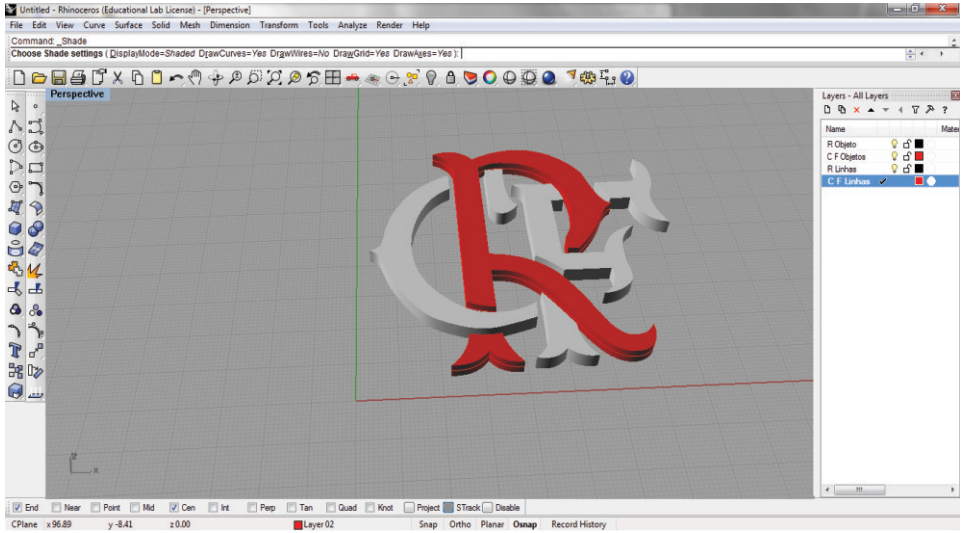 Untitled - Rhinoceros (Educational Lab License) - [Perspective]
File Edit View Curve Surface Solid Mesh Dimension Transform Tools Analyze Render Help
Command: _Shade
Choose Shade settings ( DisplayMode=Shaded DrawCurves=Yes DrawWires=No DrawGrid=Yes DrawAxes=Yes ):
Perspective
Layers - All Layers
Name Mate
R Objeto
C F Objetos
R Linhas
C F Linhas
x
End Near Point Mid Cen Int Perp Tan Quad Knot Project STrack Disable
CPlane x 96.89 y -8.41 z 0.00 Layer 02 Snap Ortho Planar Osnap Record History